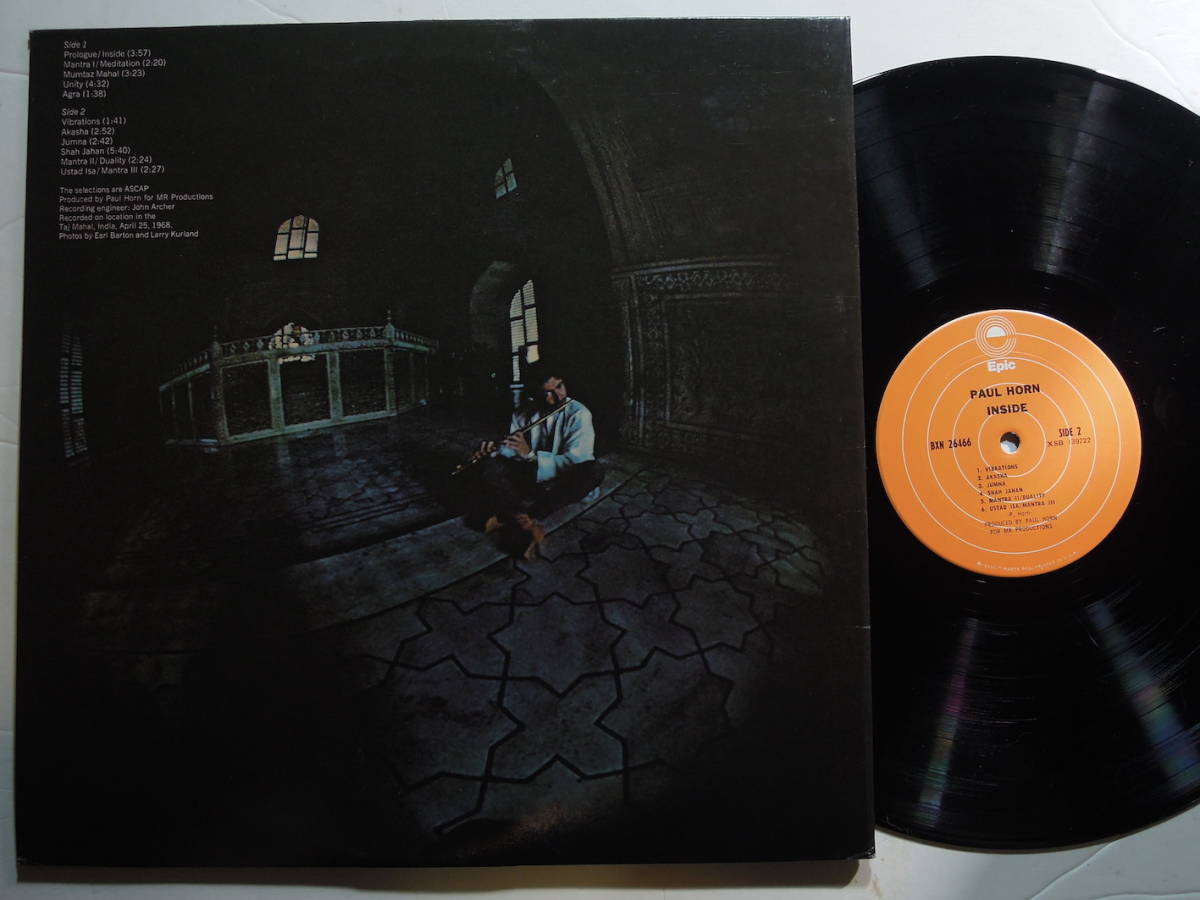 Side 1
Prologue/Inside (3:57)
Mantra I/Meditation (2:20)
Mumtaz Mahal (3:23)
Unity (4:32)
Agra (1:38)
Side 2
Vibrations (1:41)
Akasha (2:52)
Jumna (2:42)
Shah Jahan (5:40)
Mantra II/Duality (2:24)
Ustad Isa/Mantra III (2:27)
The selections are ASCAP
Produced by Paul Horn for MR Productions
Recording engineer: John Archer
Recorded on location in the
Taj Mahal, India, April 25, 1968.
Photos by Earl Barton and Larry Kurland
Epic
PAUL HORN
INSIDE
BXN 26466
SIDE 2
XSB 139722
1. VIBRATIONS
2. AKASHA
3. JUMNA
4. SHAH JAHAN
5. MANTRA II/DUALITY
6. USTAD ISA/MANTRA III
-P. Horn-
PRODUCED BY PAUL HORN
FOR MR PRODUCTIONS